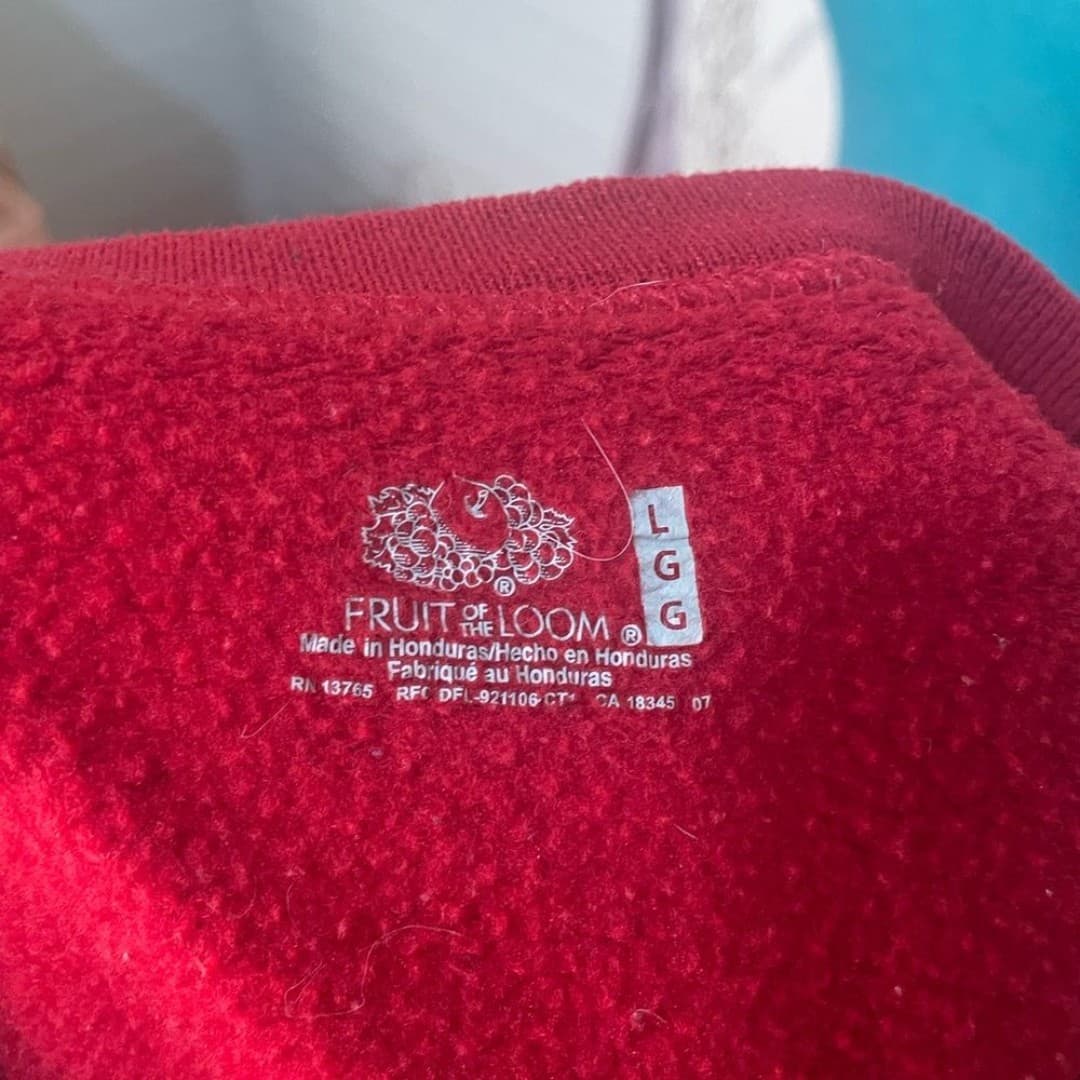 L
G
G
FRUIT OF THE LOOM ®
Made in Honduras/Hecho en Honduras
Fabriqué au Honduras
RN 13765 RFC DFL-921106-CT1 CA 18345 07